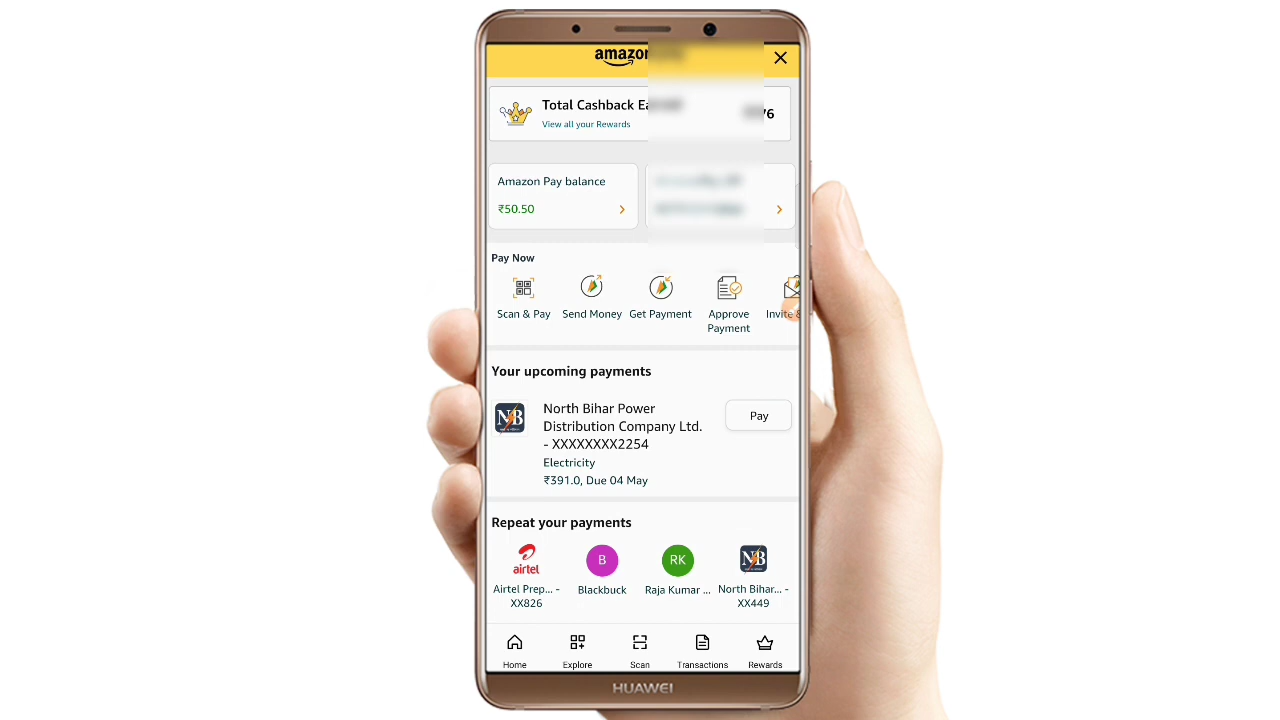 amazon
Total Cashback
76
View all your Rewards
Amazon Pay balance
₹50.50
Pay Now
Scan & Pay
Send Money
Get Payment
Approve
Payment
Invite &
Your upcoming payments
NB
North Bihar Power
Distribution Company Ltd.
- XXXXXXXX2254
Pay
Electricity
₹391.0, Due 04 May
Repeat your payments
airtel
B
RK
NB
Airtel Prep... -
XX826
Blackbuck
Raja Kumar ...
North Bihar... -
XX449
Home
Explore
Scan
Transactions
Rewards
HUAWEI